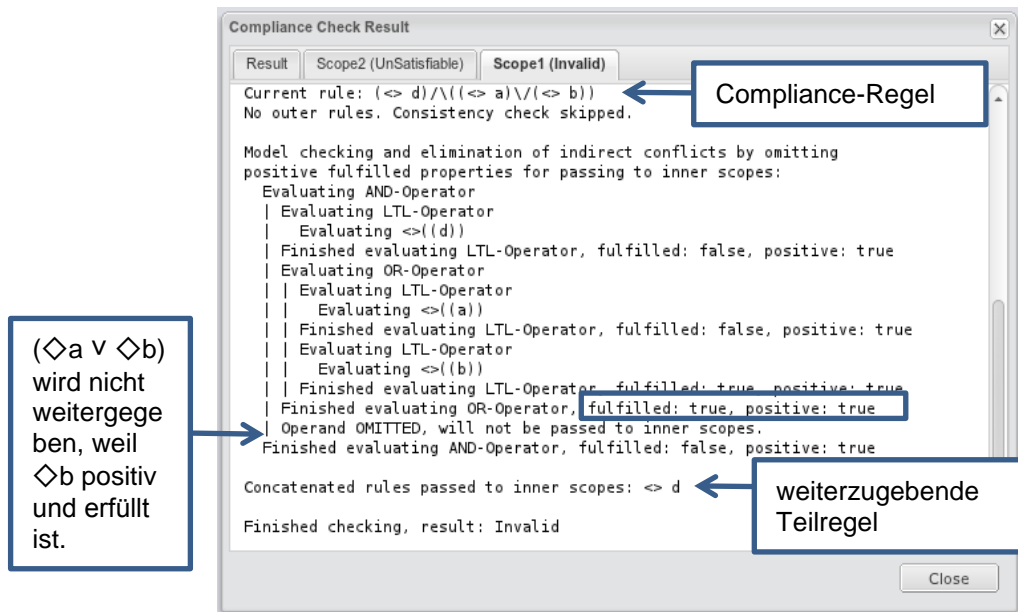 Compliance Check Result
Result
Scope2 (UnSatisfiable)
Scope1 (Invalid)
Current rule: (<> d)/\((<> a)\/(<> b))
No outer rules. Consistency check skipped.
Compliance-Regel
Model checking and elimination of indirect conflicts by omitting
positive fulfilled properties for passing to inner scopes:
Evaluating AND-Operator
| Evaluating LTL-Operator
|   Evaluating <>((d))
| Finished evaluating LTL-Operator, fulfilled: false, positive: true
| Evaluating OR-Operator
| | Evaluating LTL-Operator
| |   Evaluating <>((a))
| | Finished evaluating LTL-Operator, fulfilled: false, positive: true
| | Evaluating LTL-Operator
| |   Evaluating <>((b))
| | Finished evaluating LTL-Operator, fulfilled: true, positive: true
| Finished evaluating OR-Operator, fulfilled: true, positive: true
| Operand OMITTED, will not be passed to inner scopes.
Finished evaluating AND-Operator, fulfilled: false, positive: true
(◇a ∨ ◇b)
wird nicht
weitergege
ben, weil
◇b positiv
und erfüllt
ist.
Concatenated rules passed to inner scopes: <> d
weiterzugebende
Teilregel
Finished checking, result: Invalid
Close